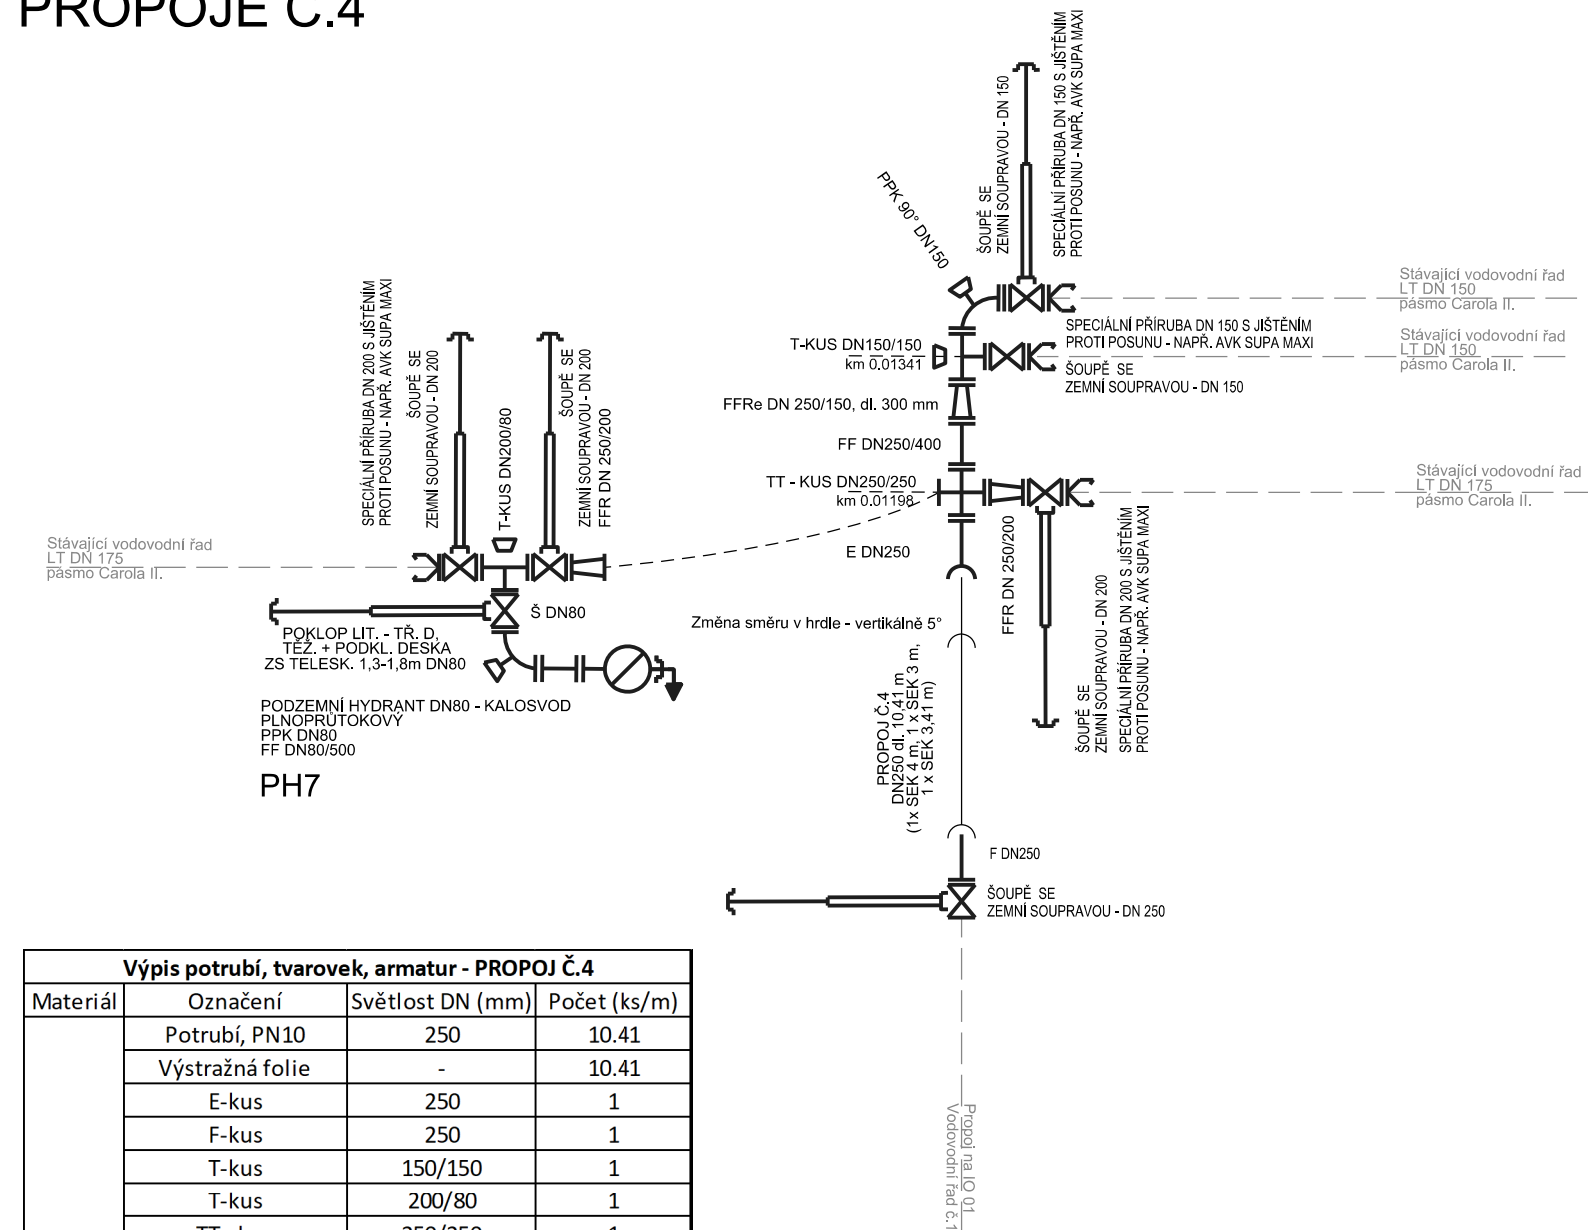 PROPOJE Č.4
SPECIÁLNÍ PŘÍRUBA DN 150 S JIŠTĚNÍM
PROTI POSUNU - NAPŘ. AVK SUPA MAXI
ŠOUPĚ SE
ZEMNÍ SOUPRAVOU - DN 150
PPK 90° DN150
Stávající vodovodní řad
LT DN 150
pásmo Carola II.
SPECIÁLNÍ PŘÍRUBA DN 150 S JIŠTĚNÍM
PROTI POSUNU - NAPŘ. AVK SUPA MAXI
T-KUS DN150/150
km 0.01341
Stávající vodovodní řad
LT DN 150
pásmo Carola II.
ŠOUPĚ SE
ZEMNÍ SOUPRAVOU - DN 150
FFRe DN 250/150, dl. 300 mm
FF DN250/400
TT - KUS DN250/250
km 0.01198
Stávající vodovodní řad
LT DN 175
pásmo Carola II.
SPECIÁLNÍ PŘÍRUBA DN 200 S JIŠTĚNÍM
PROTI POSUNU - NAPŘ. AVK SUPA MAXI
ŠOUPĚ SE
ZEMNÍ SOUPRAVOU - DN 200
T-KUS DN200/80
ŠOUPĚ SE
ZEMNÍ SOUPRAVOU - DN 200
FFR DN 250/200
Stávající vodovodní řad
LT DN 175
pásmo Carola II.
E DN250
FFR DN 250/200
Š DN80
POKLOP LIT. - TŘ. D,
TĚŽ. + PODKL. DESKA
ZS TELESK. 1,3-1,8m DN80
Změna směru v hrdle - vertikálně 5°
ŠOUPĚ SE
ZEMNÍ SOUPRAVOU - DN 200
SPECIÁLNÍ PŘÍRUBA DN 200 S JIŠTĚNÍM
PROTI POSUNU - NAPŘ. AVK SUPA MAXI
PODZEMNÍ HYDRANT DN80 - KALOSVOD
PLNOPRŮTOKOVÝ
PPK DN80
FF DN80/500
PH7
PROPOJ Č.4
DN250 dl. 10,41 m
(1x SEK 4 m, 1 x SEK 3 m,
1 x SEK 3,41 m)
F DN250
ŠOUPĚ SE
ZEMNÍ SOUPRAVOU - DN 250
Propoj na IO 01
Vodovodní řad č.1
Výpis potrubí, tvarovek, armatur - PROPOJ Č.4
Materiál Označení Světlost DN (mm) Počet (ks/m)
Potrubí, PN10 250 10.41
Výstražná folie - 10.41
E-kus 250 1
F-kus 250 1
T-kus 150/150 1
T-kus 200/80 1